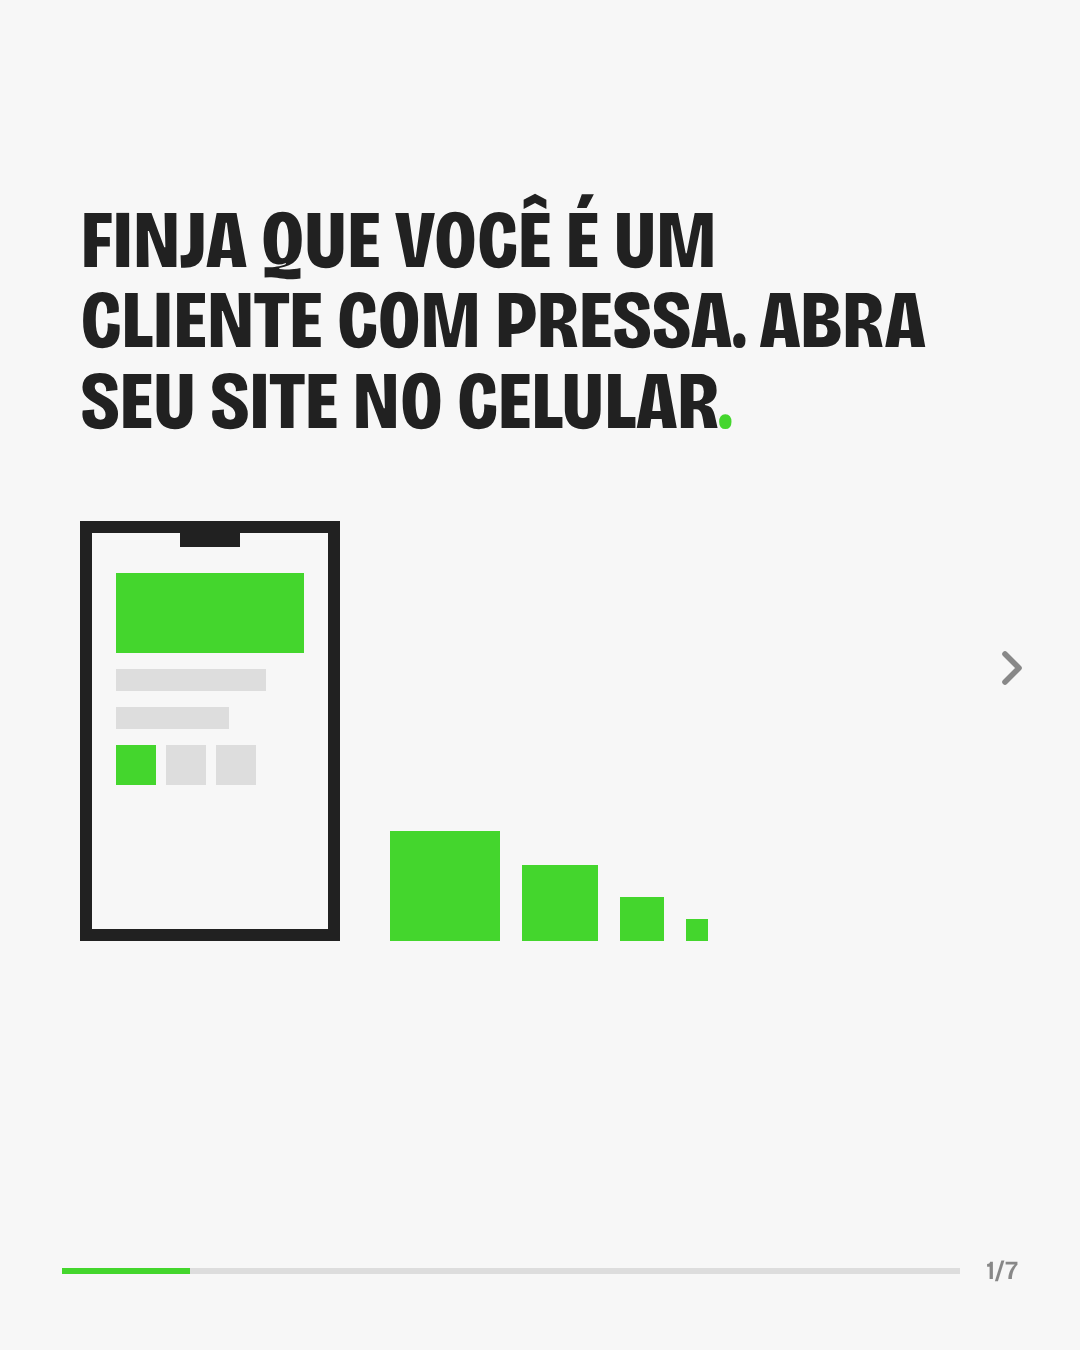 FINJA QUE VOCÊ É UM
CLIENTE COM PRESSA. ABRA
SEU SITE NO CELULAR.
1/7